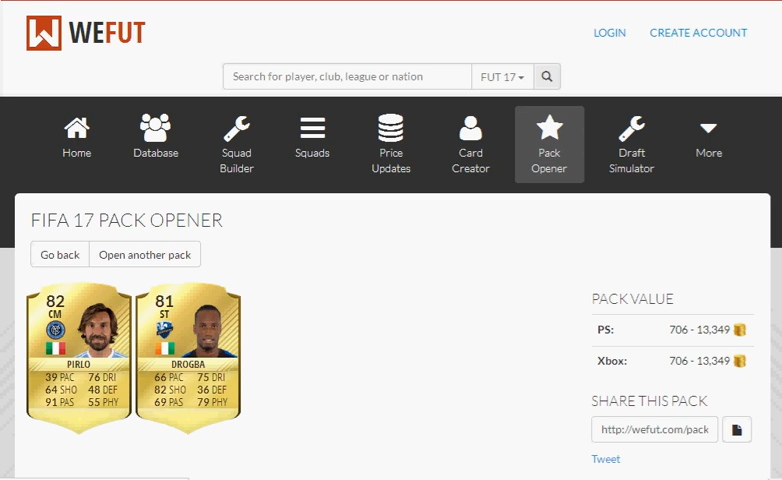 WEFUT
LOGIN CREATE ACCOUNT
Search for player, club, league or nation FUT 17
Home Database Squad Builder Squads Price Updates Card Creator Pack Opener Draft Simulator More
FIFA 17 PACK OPENER
Go back Open another pack
82
CM
PIRLO
39 PAC 76 DRI
64 SHO 48 DEF
91 PAS 55 PHY
81
ST
DROGBA
66 PAC 75 DRI
82 SHO 36 DEF
69 PAS 79 PHY
PACK VALUE
PS: 706 - 13,349
Xbox: 706 - 13,349
SHARE THIS PACK
http://wefut.com/pack
Tweet